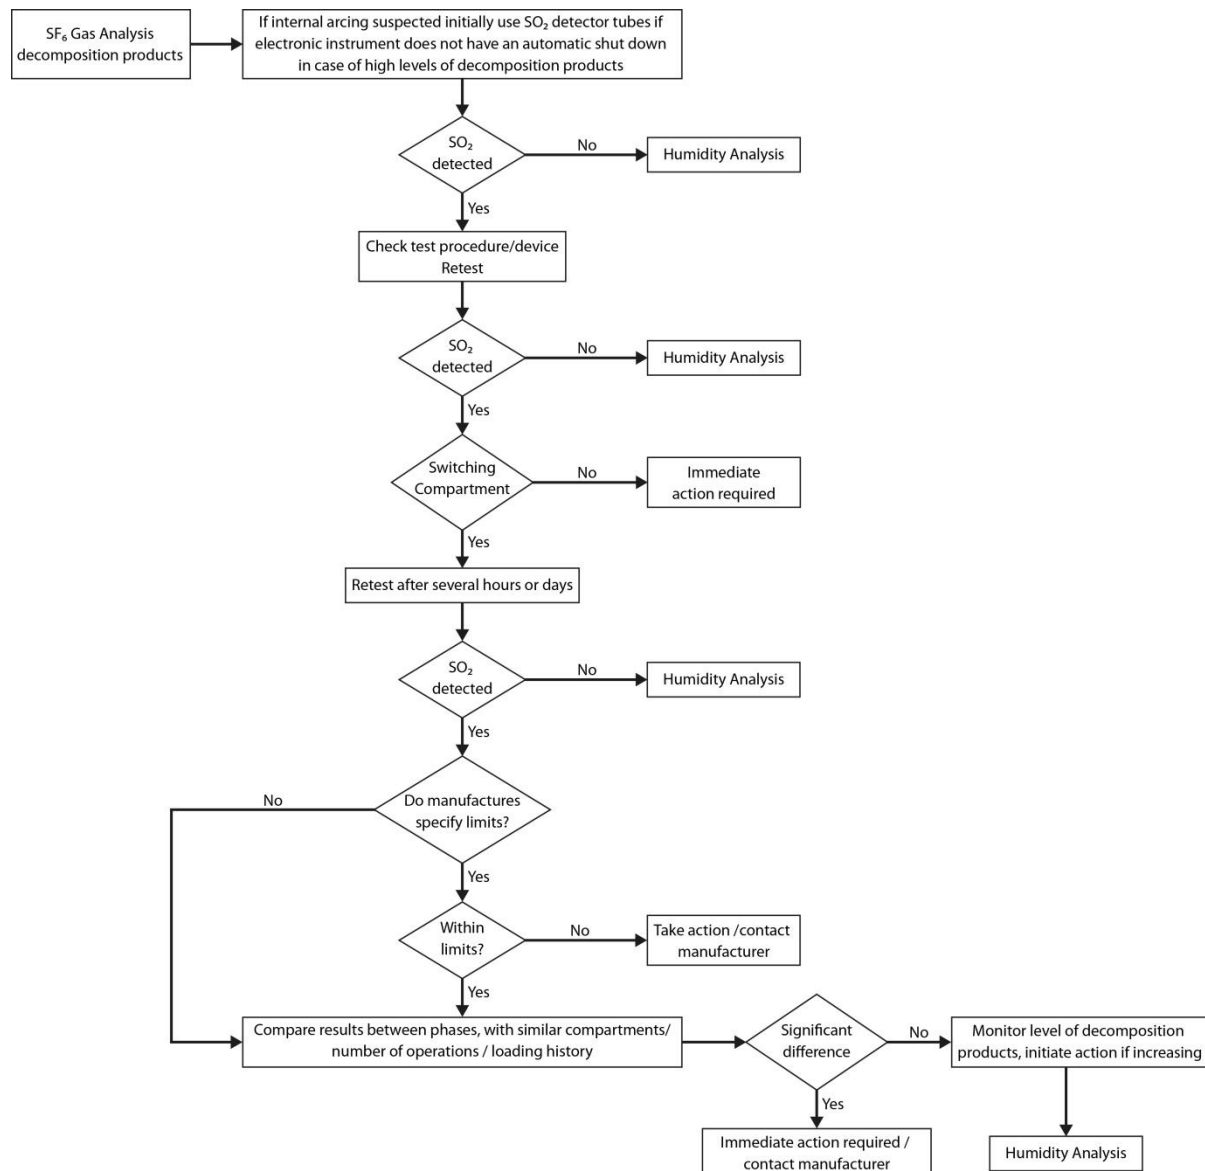 SF₆ Gas Analysis
decomposition products
If internal arcing suspected initially use SO₂ detector tubes if
electronic instrument does not have an automatic shut down
in case of high levels of decomposition products
SO₂
detected
No
Humidity Analysis
Yes
Check test procedure/device
Retest
SO₂
detected
No
Humidity Analysis
Yes
Switching
Compartment
No
Immediate
action required
Yes
Retest after several hours or days
SO₂
detected
No
Humidity Analysis
Yes
Do manufactures
specify limits?
No
Yes
Within
limits?
No
Take action /contact
manufacturer
Yes
Compare results between phases, with similar compartments/
number of operations / loading history
Significant
difference
No
Monitor level of decomposition
products, initiate action if increasing
Yes
Immediate action required /
contact manufacturer
Humidity Analysis